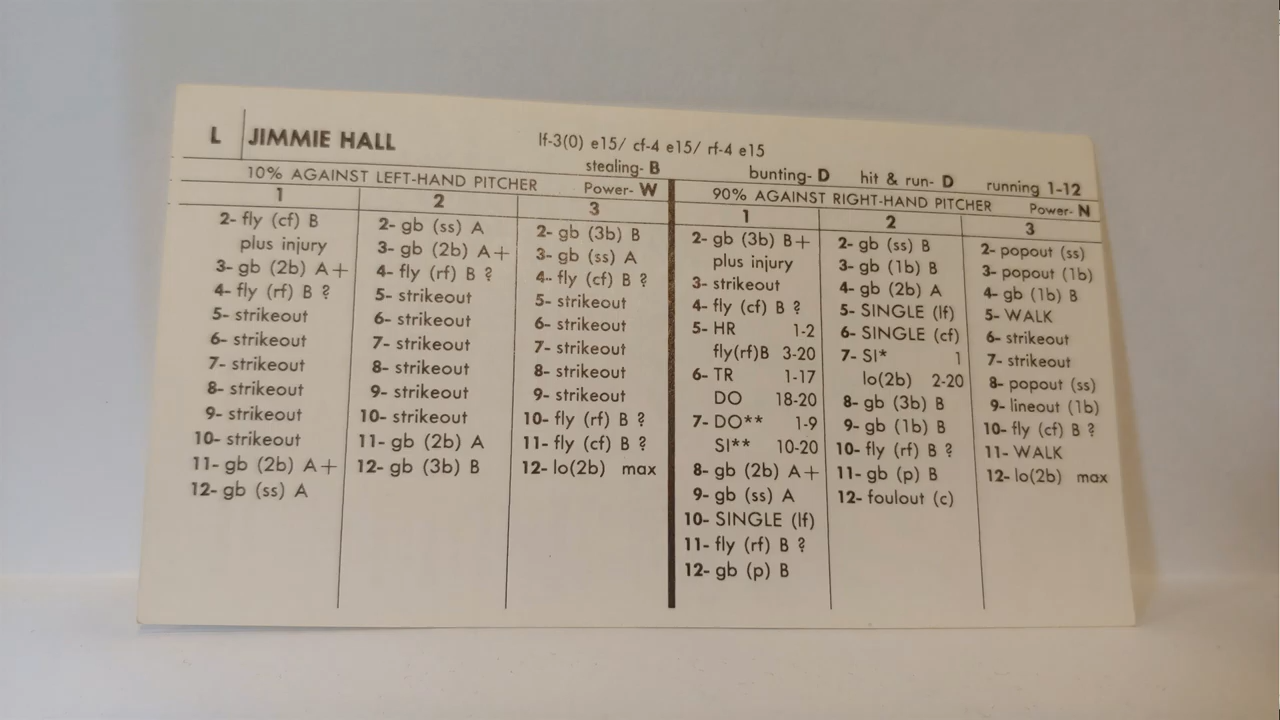 L JIMMIE HALL lf-3(0) e15/ cf-4 e15/ rf-4 e15
stealing- B bunting- D hit & run- D running 1-12
10% AGAINST LEFT-HAND PITCHER Power- W
1
2- fly (cf) B
plus injury
3- gb (2b) A+
4- fly (rf) B ?
5- strikeout
6- strikeout
7- strikeout
8- strikeout
9- strikeout
10- strikeout
11- gb (2b) A+
12- gb (ss) A
2
2- gb (ss) A
3- gb (2b) A+
4- fly (rf) B ?
5- strikeout
6- strikeout
7- strikeout
8- strikeout
9- strikeout
10- strikeout
11- gb (2b) A
12- gb (3b) B
3
2- gb (3b) B
3- gb (ss) A
4- fly (cf) B ?
5- strikeout
6- strikeout
7- strikeout
8- strikeout
9- strikeout
10- fly (rf) B ?
11- fly (cf) B ?
12- lo(2b) max
90% AGAINST RIGHT-HAND PITCHER Power- N
1
2- gb (3b) B+
plus injury
3- strikeout
4- fly (cf) B ?
5- HR 1-2
fly(rf)B 3-20
6- TR 1-17
DO 18-20
7- DO** 1-9
SI** 10-20
8- gb (2b) A+
9- gb (ss) A
10- SINGLE (lf)
11- fly (rf) B ?
12- gb (p) B
2
2- gb (ss) B
3- gb (1b) B
4- gb (2b) A
5- SINGLE (lf)
6- SINGLE (cf)
7- SI* 1
lo(2b) 2-20
8- gb (3b) B
9- gb (1b) B
10- fly (rf) B ?
11- gb (p) B
12- foulout (c)
3
2- popout (ss)
3- popout (1b)
4- gb (1b) B
5- WALK
6- strikeout
7- strikeout
8- popout (ss)
9- lineout (1b)
10- fly (cf) B ?
11- WALK
12- lo(2b) max